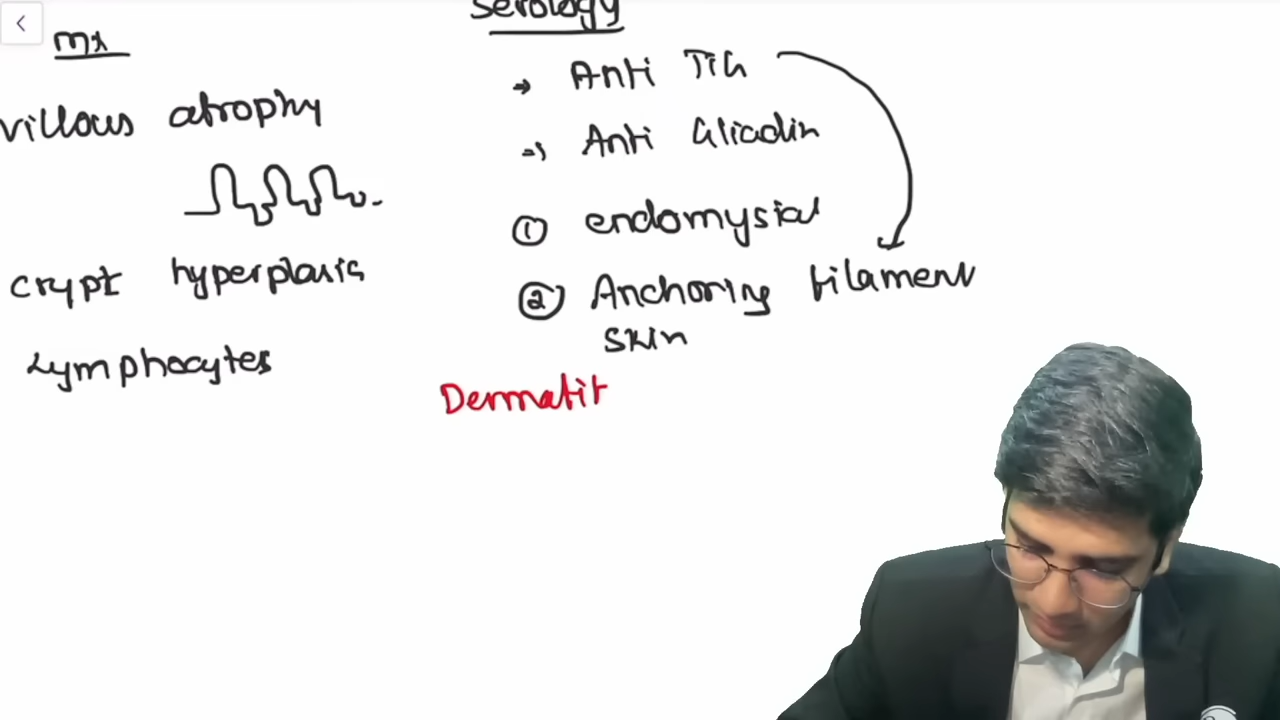 Serology
Mx
→ Anti TTG
villous atrophy
→ Anti Gliadin
① endomysial
crypt hyperplasia
② Anchoring filament
skin
Lymphocytes
Dermatit